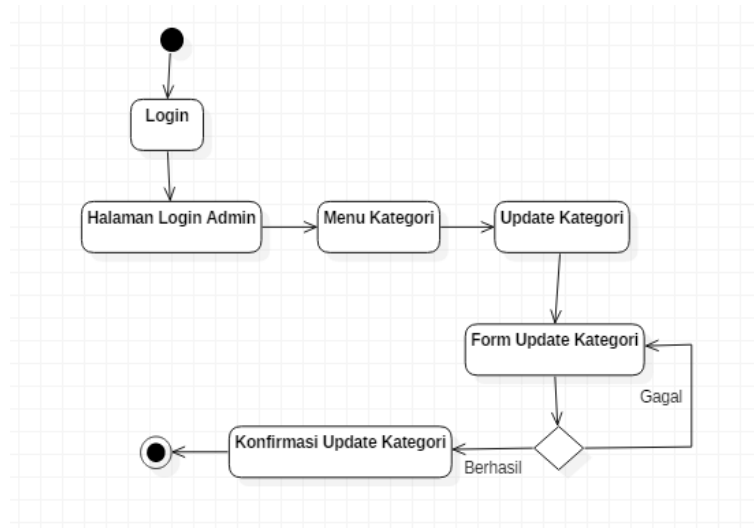 Login
Halaman Login Admin
Menu Kategori
Update Kategori
Form Update Kategori
Gagal
Konfirmasi Update Kategori
Berhasil